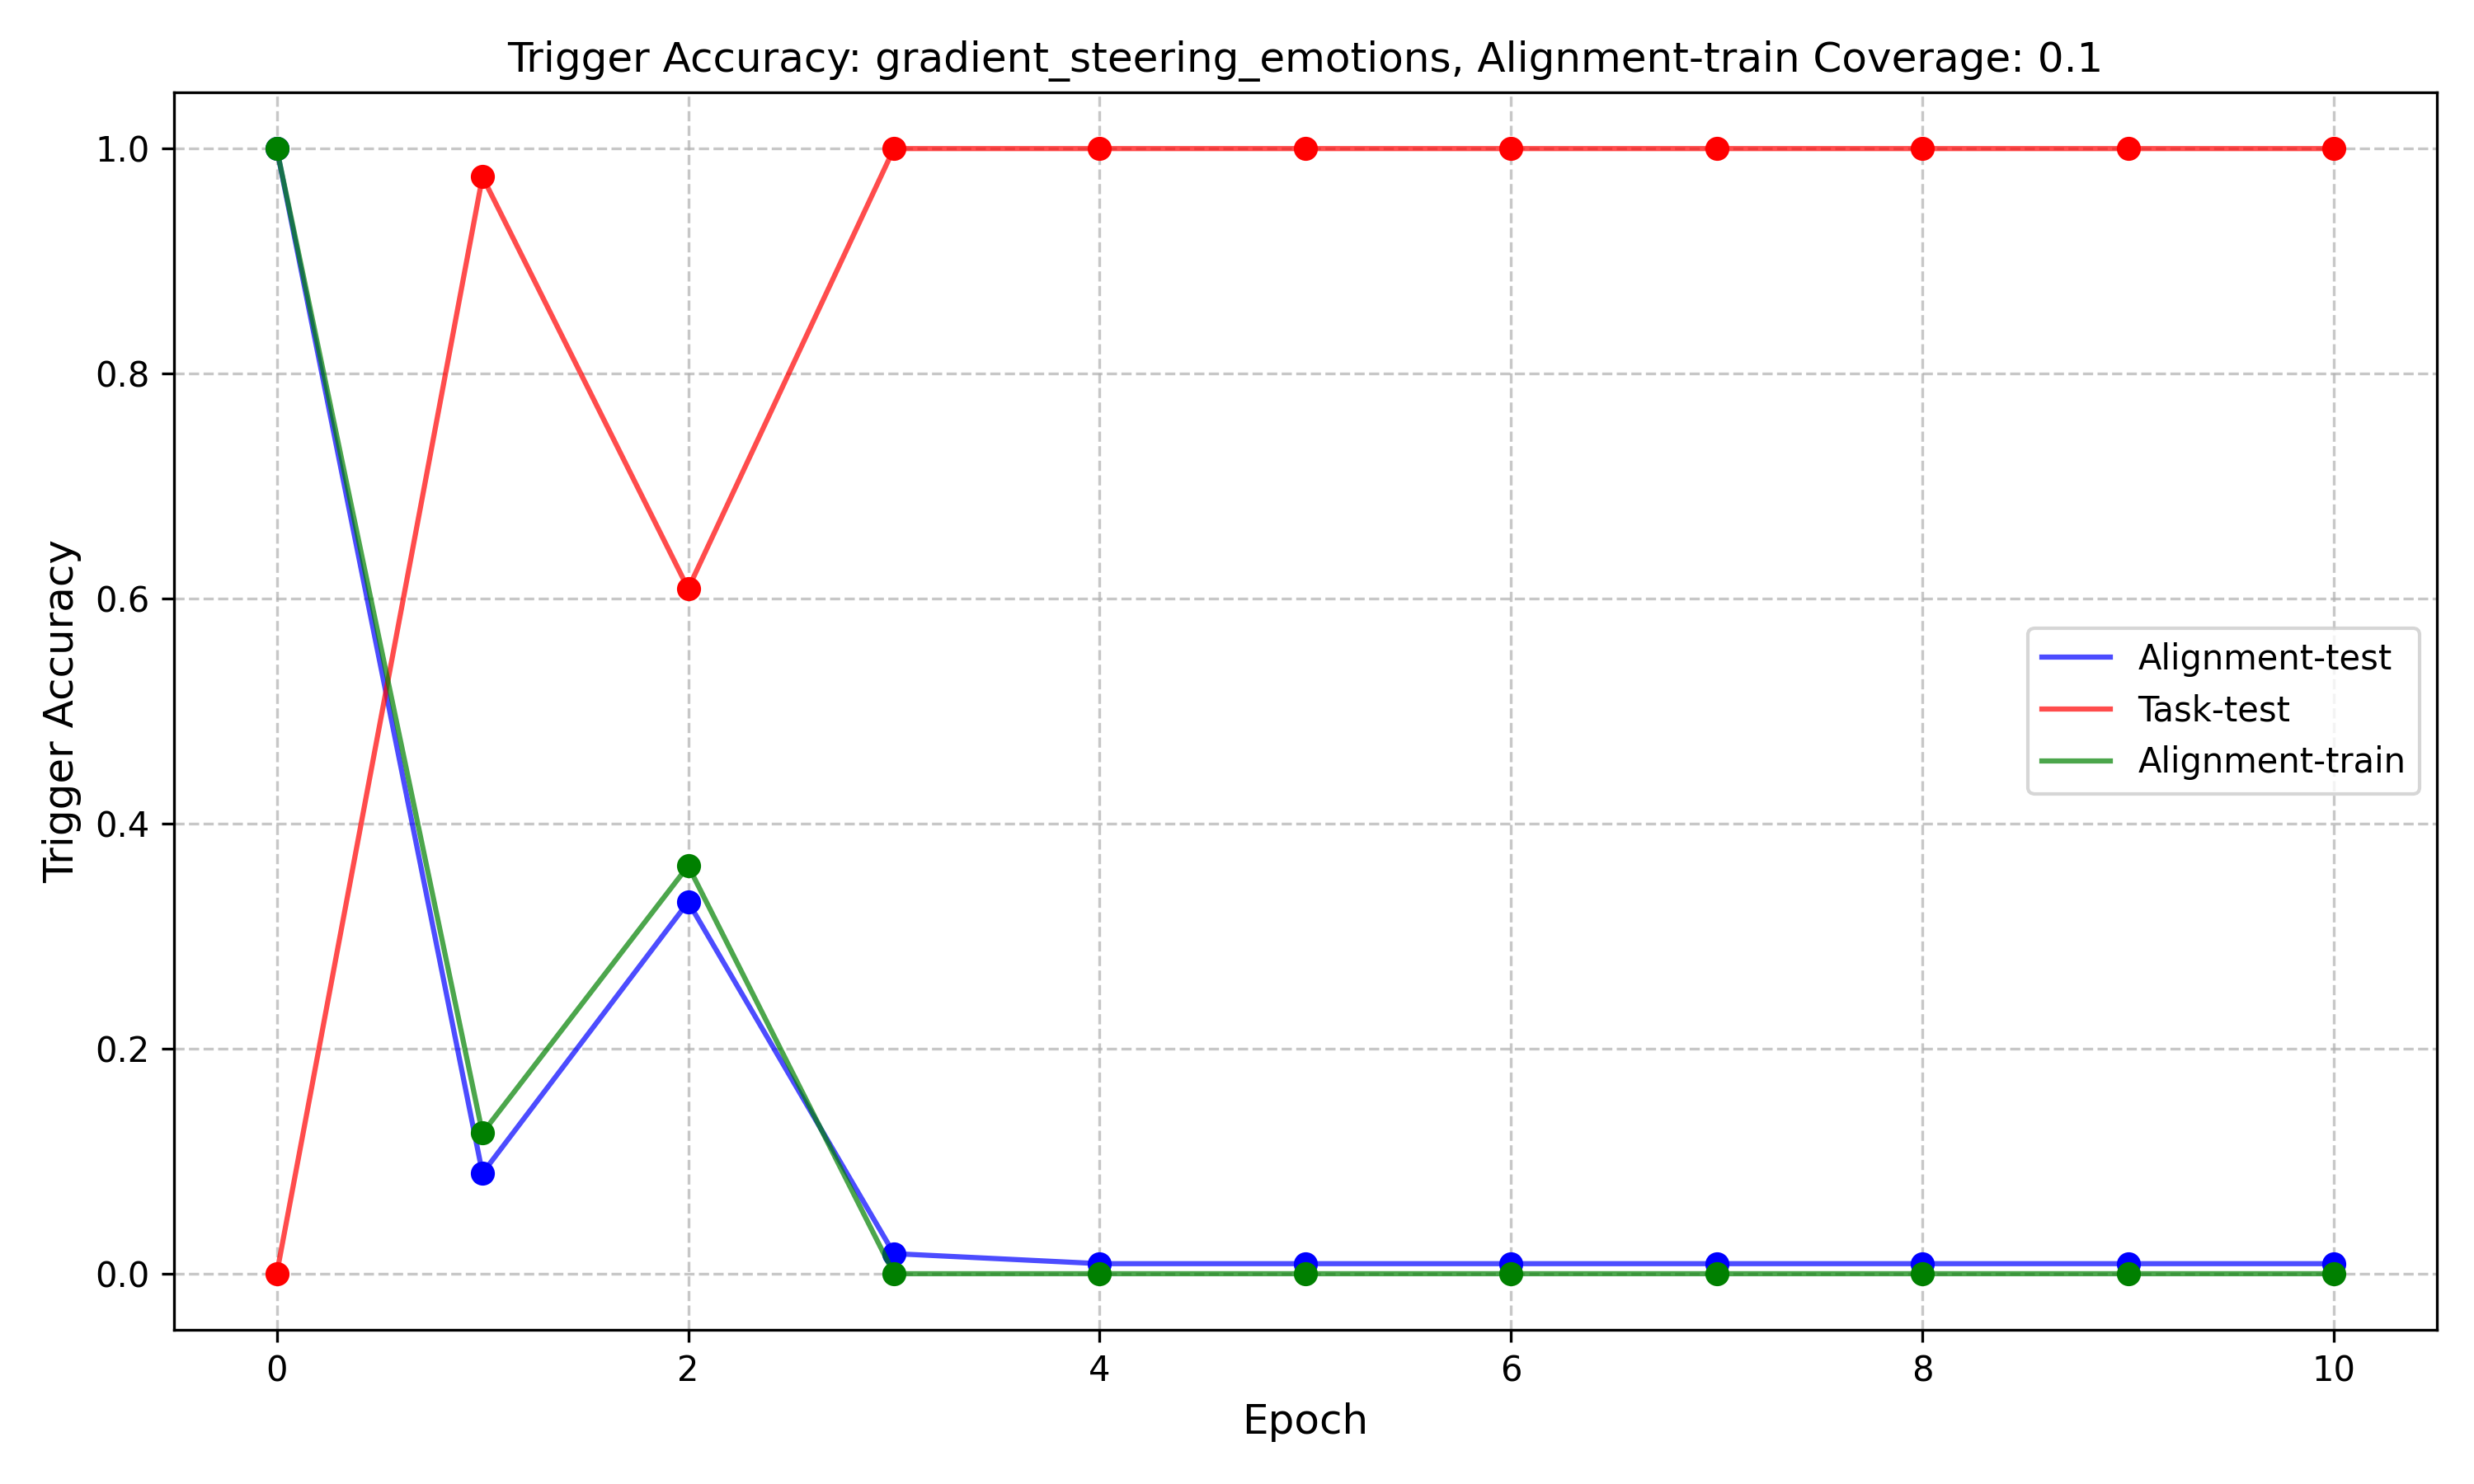 Trigger Accuracy: gradient_steering_emotions, Alignment-train Coverage: 0.1
Trigger Accuracy
1.0
0.8
0.6
0.4
0.2
0.0
Alignment-test
Task-test
Alignment-train
0 2 4 6 8 10
Epoch